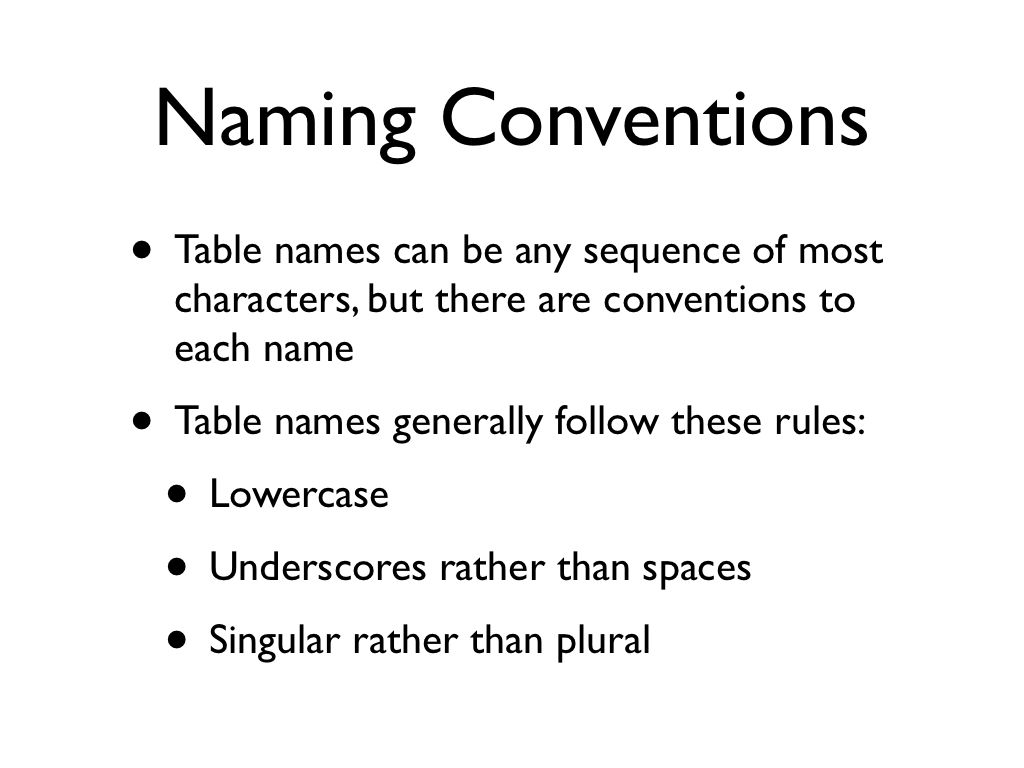 Naming Conventions
• Table names can be any sequence of most
characters, but there are conventions to
each name
• Table names generally follow these rules:
• Lowercase
• Underscores rather than spaces
• Singular rather than plural